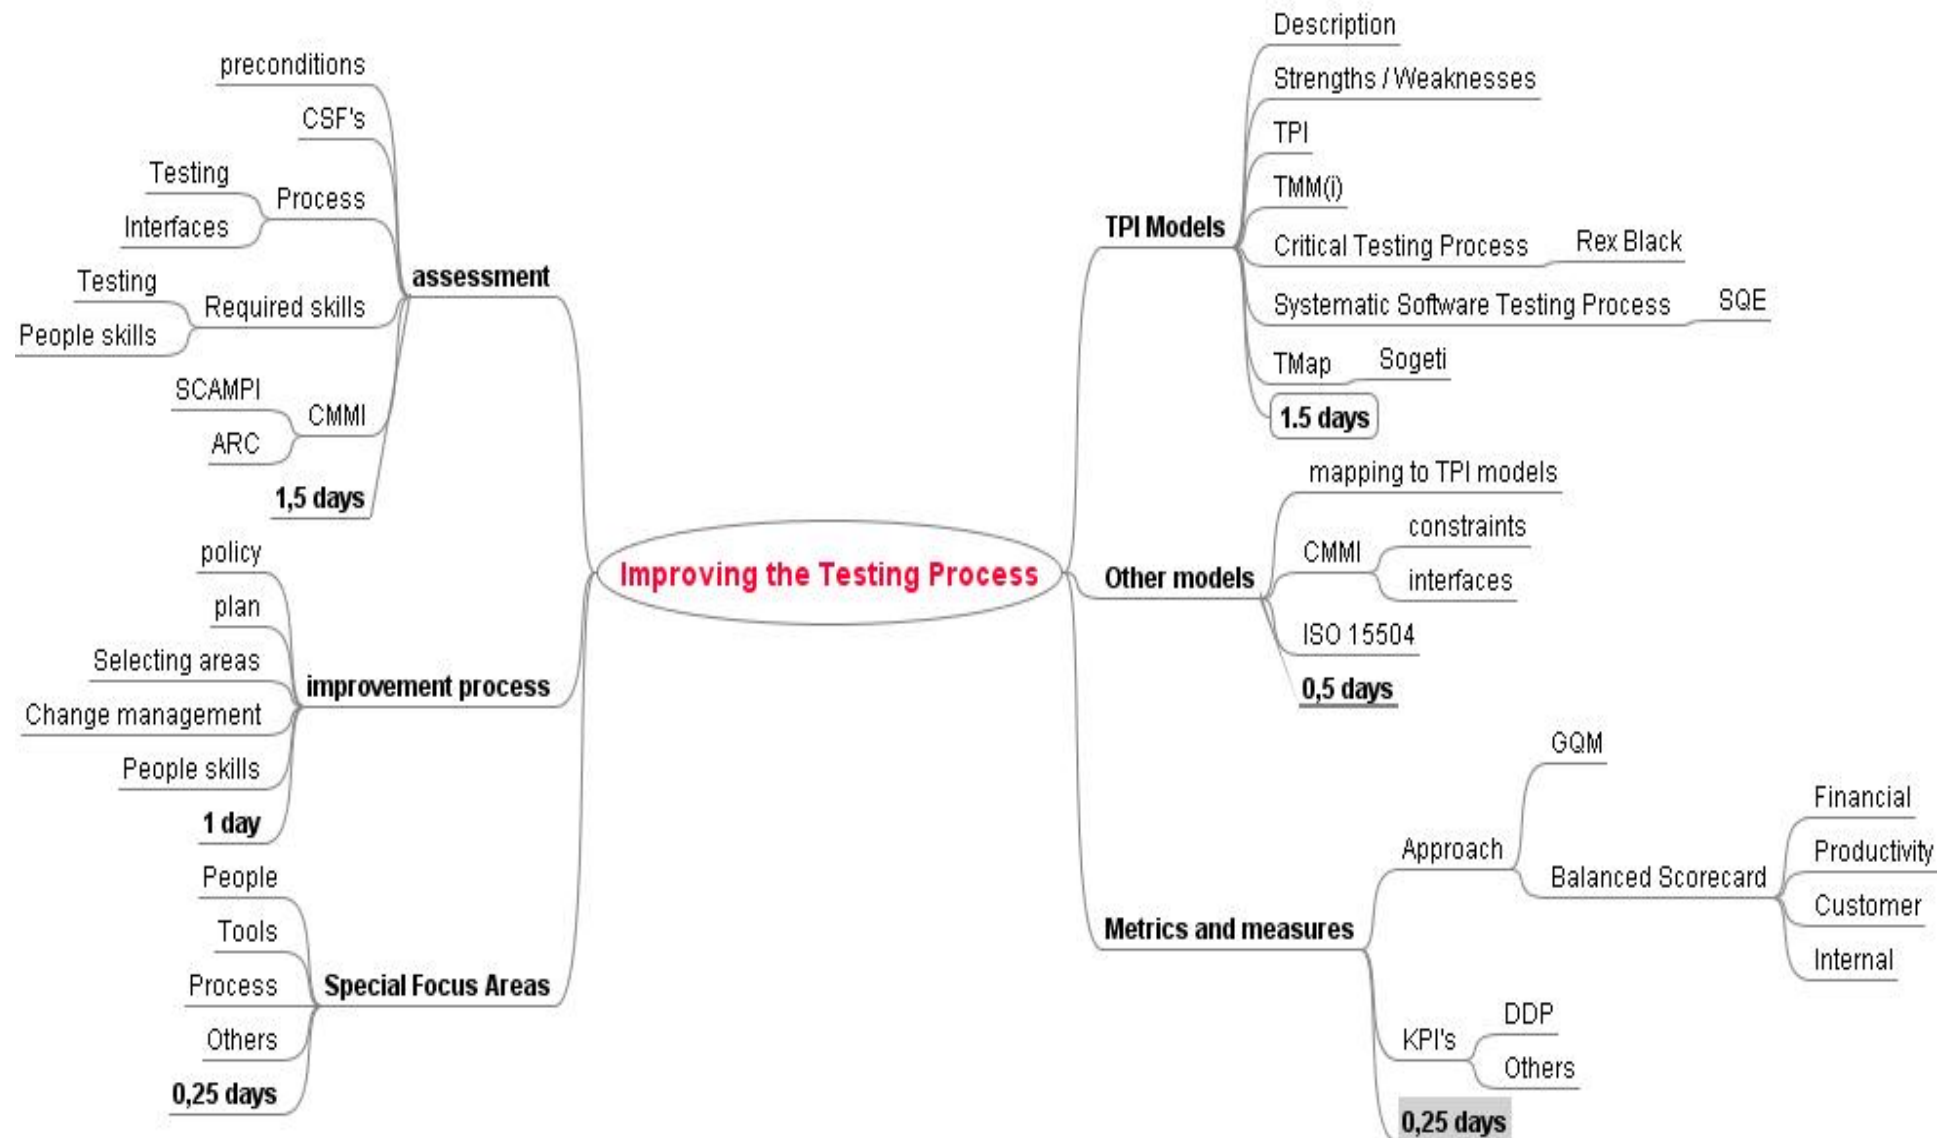 Improving the Testing Process
assessment
preconditions
CSF's
Process
Testing
Interfaces
Required skills
Testing
People skills
CMMI
SCAMPI
ARC
1,5 days
improvement process
policy
plan
Selecting areas
Change management
People skills
1 day
Special Focus Areas
People
Tools
Process
Others
0,25 days
TPI Models
Description
Strengths / Weaknesses
TPI
TMM(i)
Critical Testing Process
Rex Black
Systematic Software Testing Process
SQE
TMap
Sogeti
1.5 days
Other models
mapping to TPI models
CMMI
constraints
interfaces
ISO 15504
0,5 days
Metrics and measures
Approach
GQM
Balanced Scorecard
Financial
Productivity
Customer
Internal
KPI's
DDP
Others
0,25 days